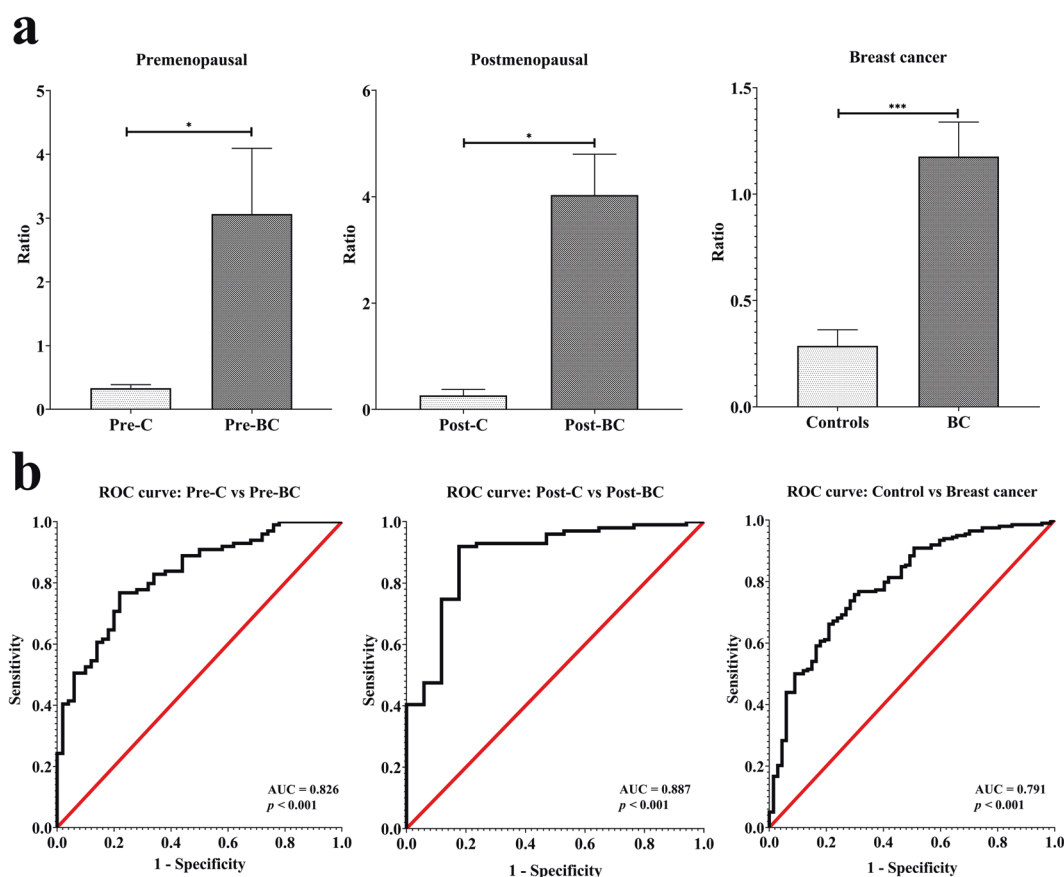 a
Premenopausal
Ratio
5
4
3
2
1
0
*
Pre-C Pre-BC
Postmenopausal
Ratio
6
4
2
0
*
Post-C Post-BC
Breast cancer
Ratio
1.5
1.0
0.5
0.0
***
Controls BC
b
ROC curve: Pre-C vs Pre-BC
Sensitivity
1.0
0.8
0.6
0.4
0.2
0.0
AUC = 0.826
p < 0.001
0.0 0.2 0.4 0.6 0.8 1.0
1 - Specificity
ROC curve: Post-C vs Post-BC
Sensitivity
1.0
0.8
0.6
0.4
0.2
0.0
AUC = 0.887
p < 0.001
0.0 0.2 0.4 0.6 0.8 1.0
1 - Specificity
ROC curve: Control vs Breast cancer
Sensitivity
1.0
0.8
0.6
0.4
0.2
0.0
AUC = 0.791
p < 0.001
0.0 0.2 0.4 0.6 0.8 1.0
1 - Specificity